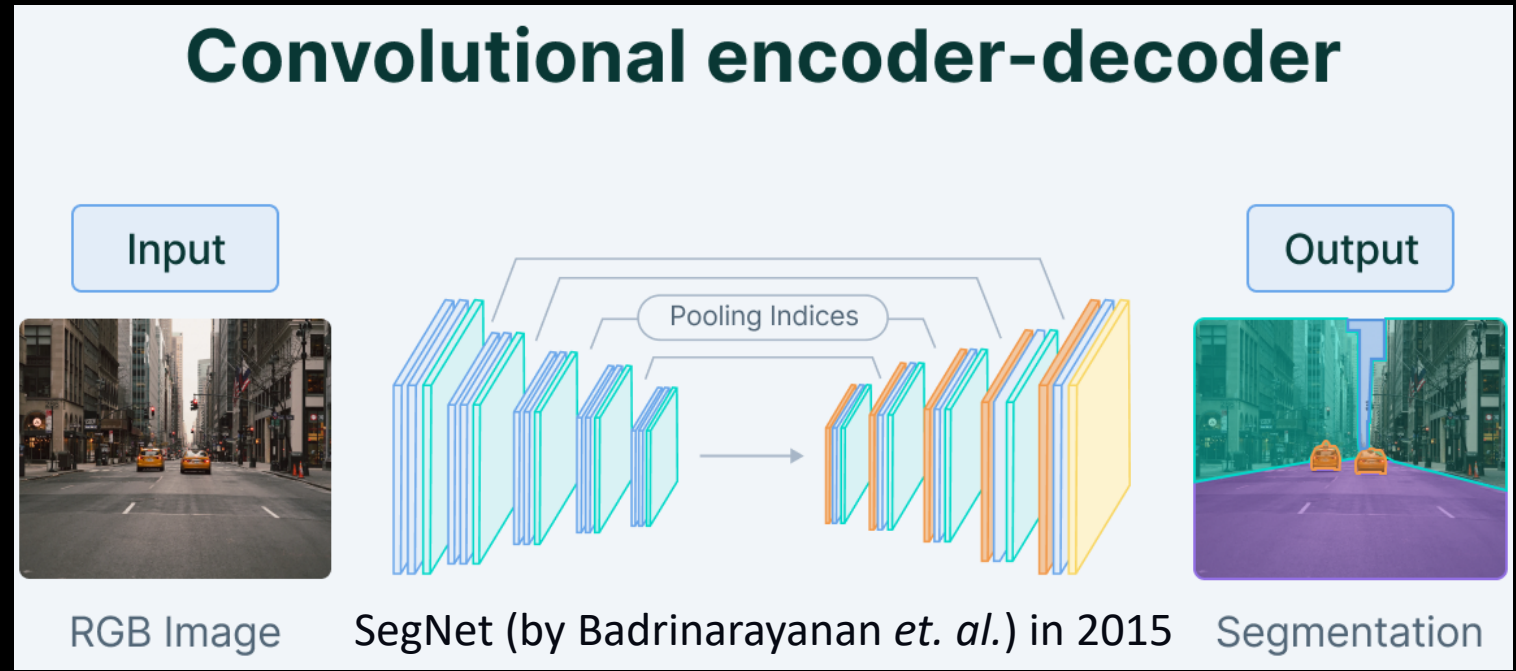 Convolutional encoder-decoder
Input
Output
Pooling Indices
RGB Image
SegNet (by Badrinarayanan et. al.) in 2015
Segmentation